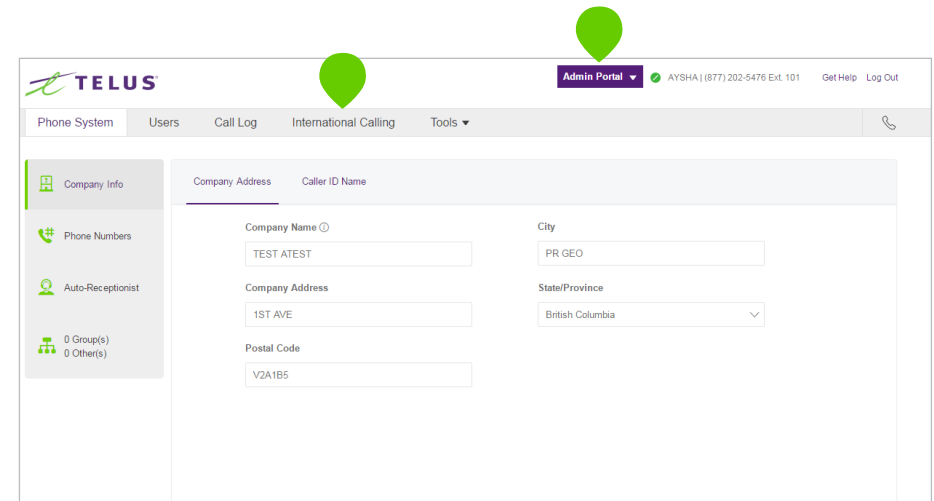 TELUS
Admin Portal AYSHA | (877) 202-5476 Ext. 101 Get Help Log Out
Phone System Users Call Log International Calling Tools
Company Info
Phone Numbers
Auto-Receptionist
0 Group(s)
0 Other(s)
Company Address Caller ID Name
Company Name City
TEST ATEST PR GEO
Company Address State/Province
1ST AVE British Columbia
Postal Code
V2A1B5